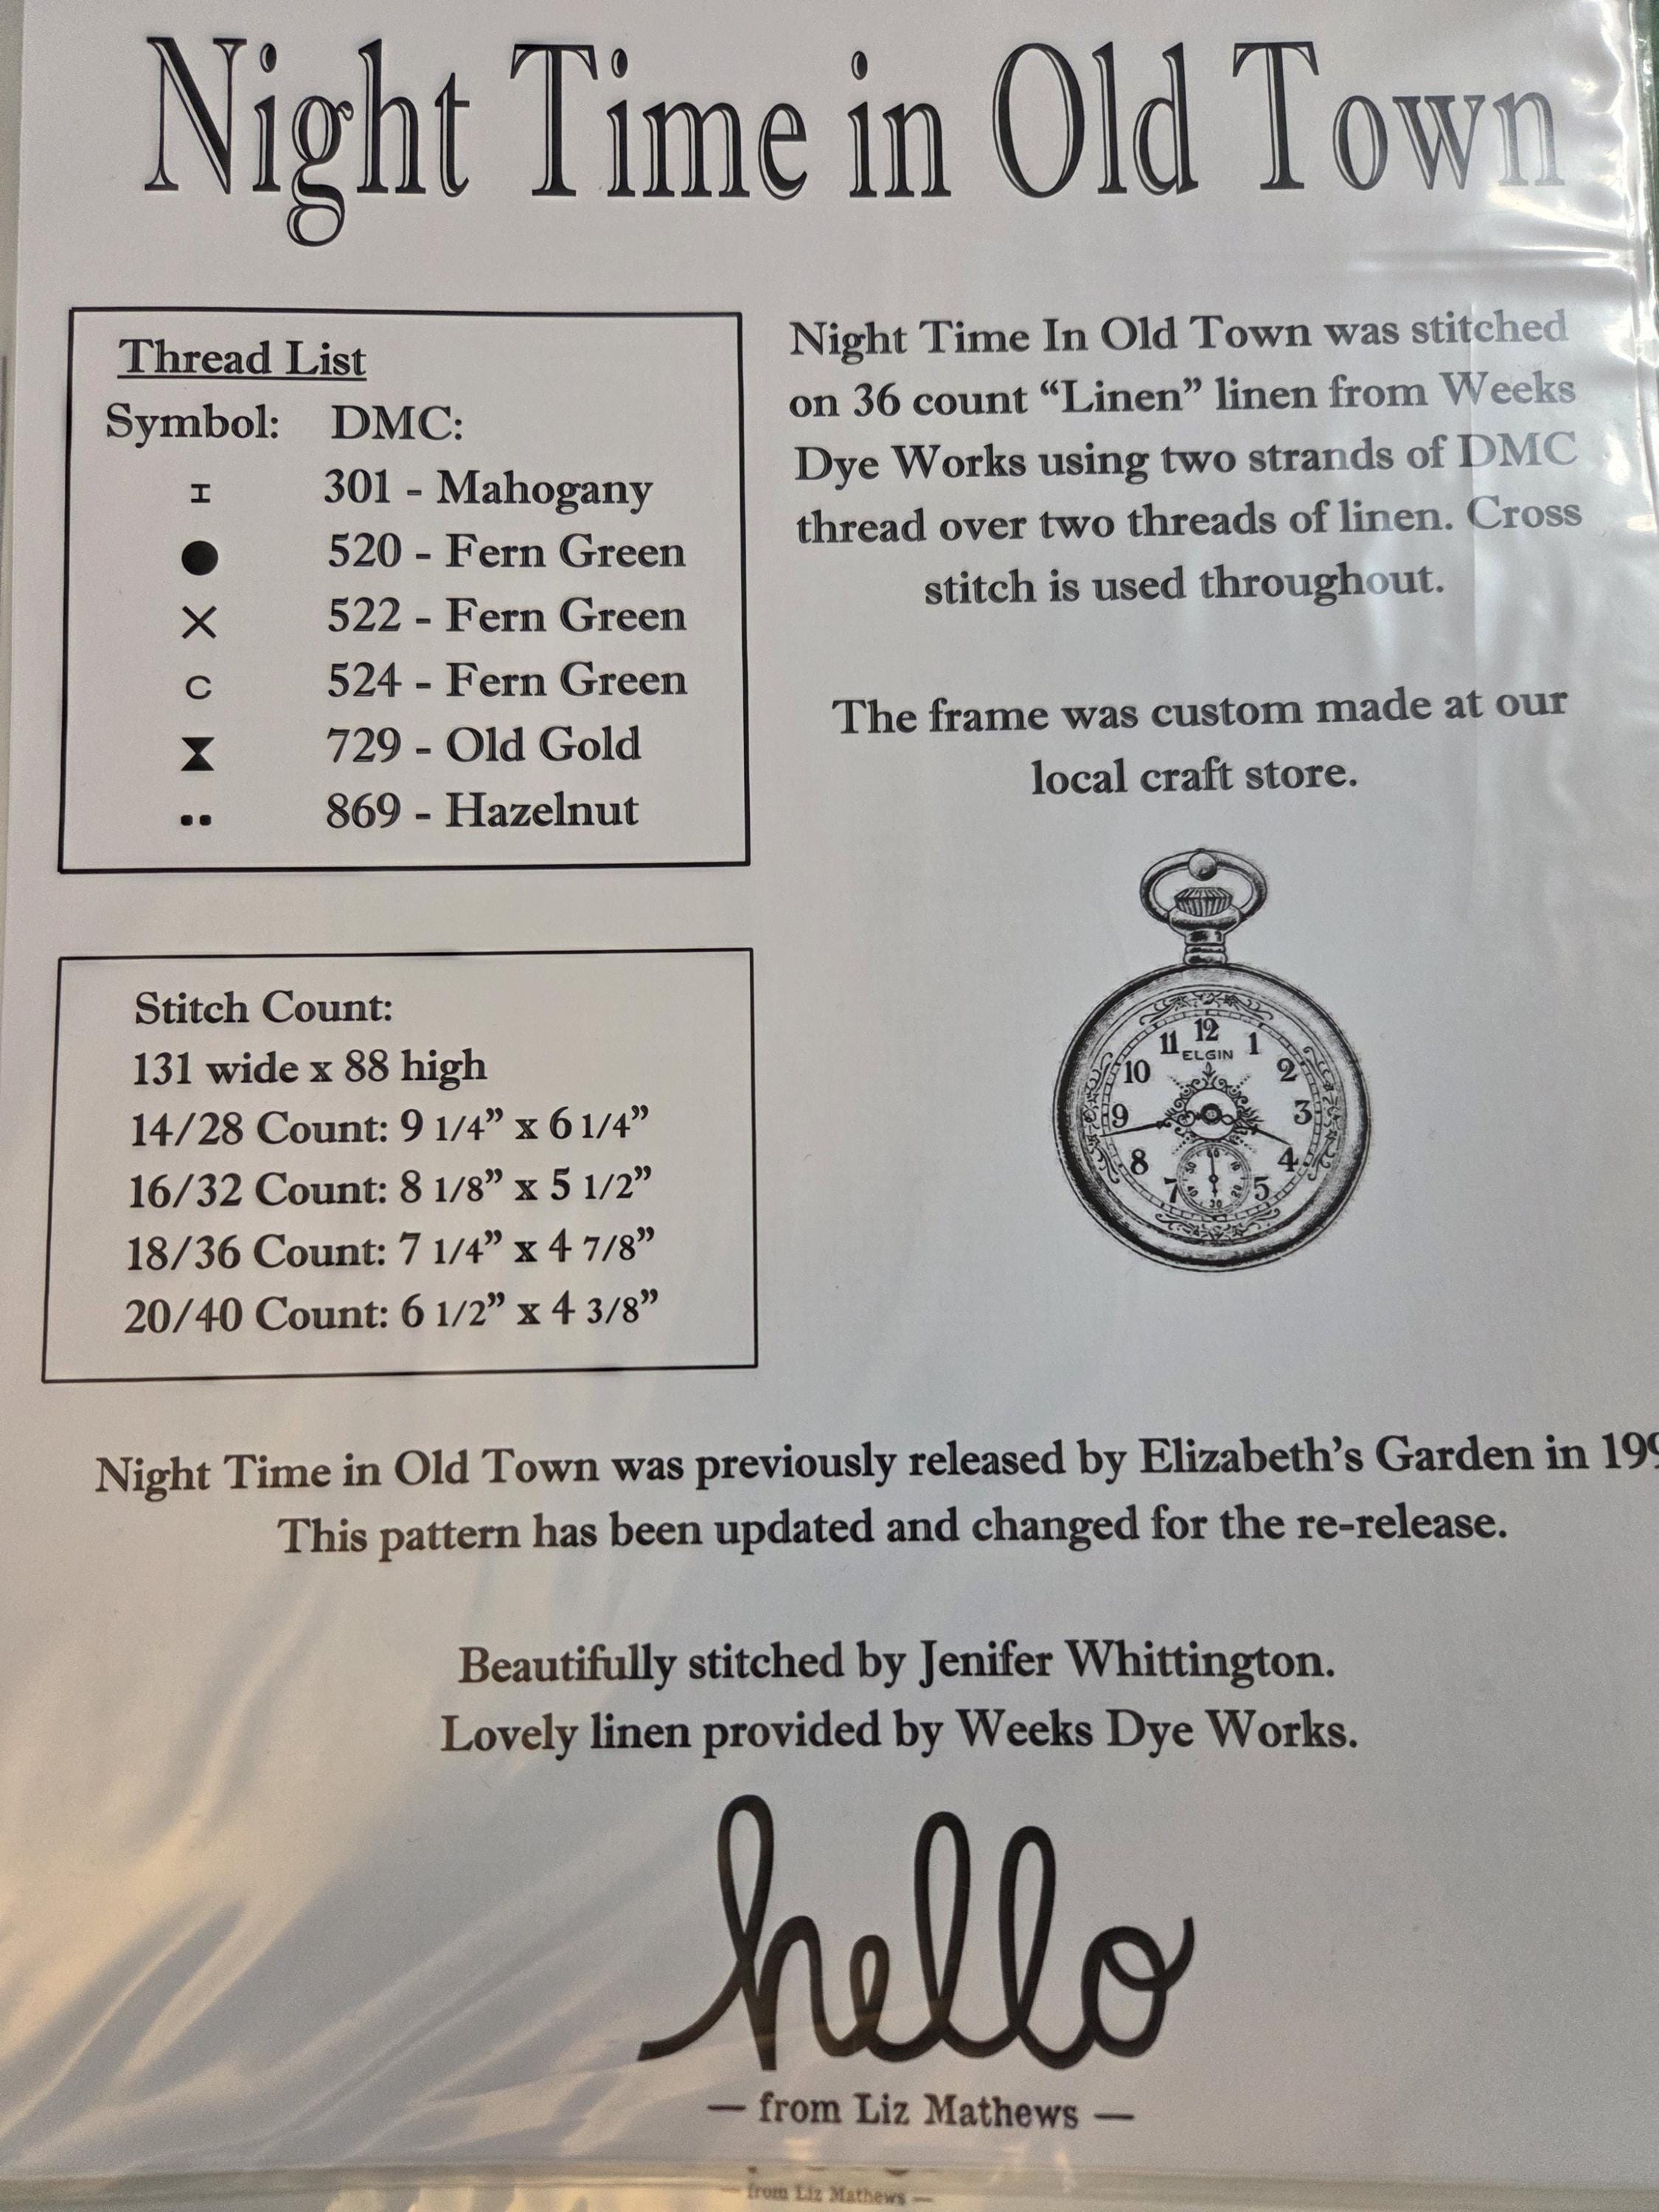 Night Time in Old Town
Thread List
Symbol: DMC:
I 301 - Mahogany
● 520 - Fern Green
X 522 - Fern Green
C 524 - Fern Green
⧗ 729 - Old Gold
•• 869 - Hazelnut
Night Time In Old Town was stitched
on 36 count “Linen” linen from Weeks
Dye Works using two strands of DMC
thread over two threads of linen. Cross
stitch is used throughout.
The frame was custom made at our
local craft store.
12
11 1
ELGIN
10 2
9 3
8 4
7 5
60
Stitch Count:
131 wide x 88 high
14/28 Count: 9 1/4” x 6 1/4”
16/32 Count: 8 1/8” x 5 1/2”
18/36 Count: 7 1/4” x 4 7/8”
20/40 Count: 6 1/2” x 4 3/8”
Night Time in Old Town was previously released by Elizabeth’s Garden in
This pattern has been updated and changed for the re-release.
Beautifully stitched by Jenifer Whittington.
Lovely linen provided by Weeks Dye Works.
hello
— from Liz Mathews —
— from Liz Mathews —